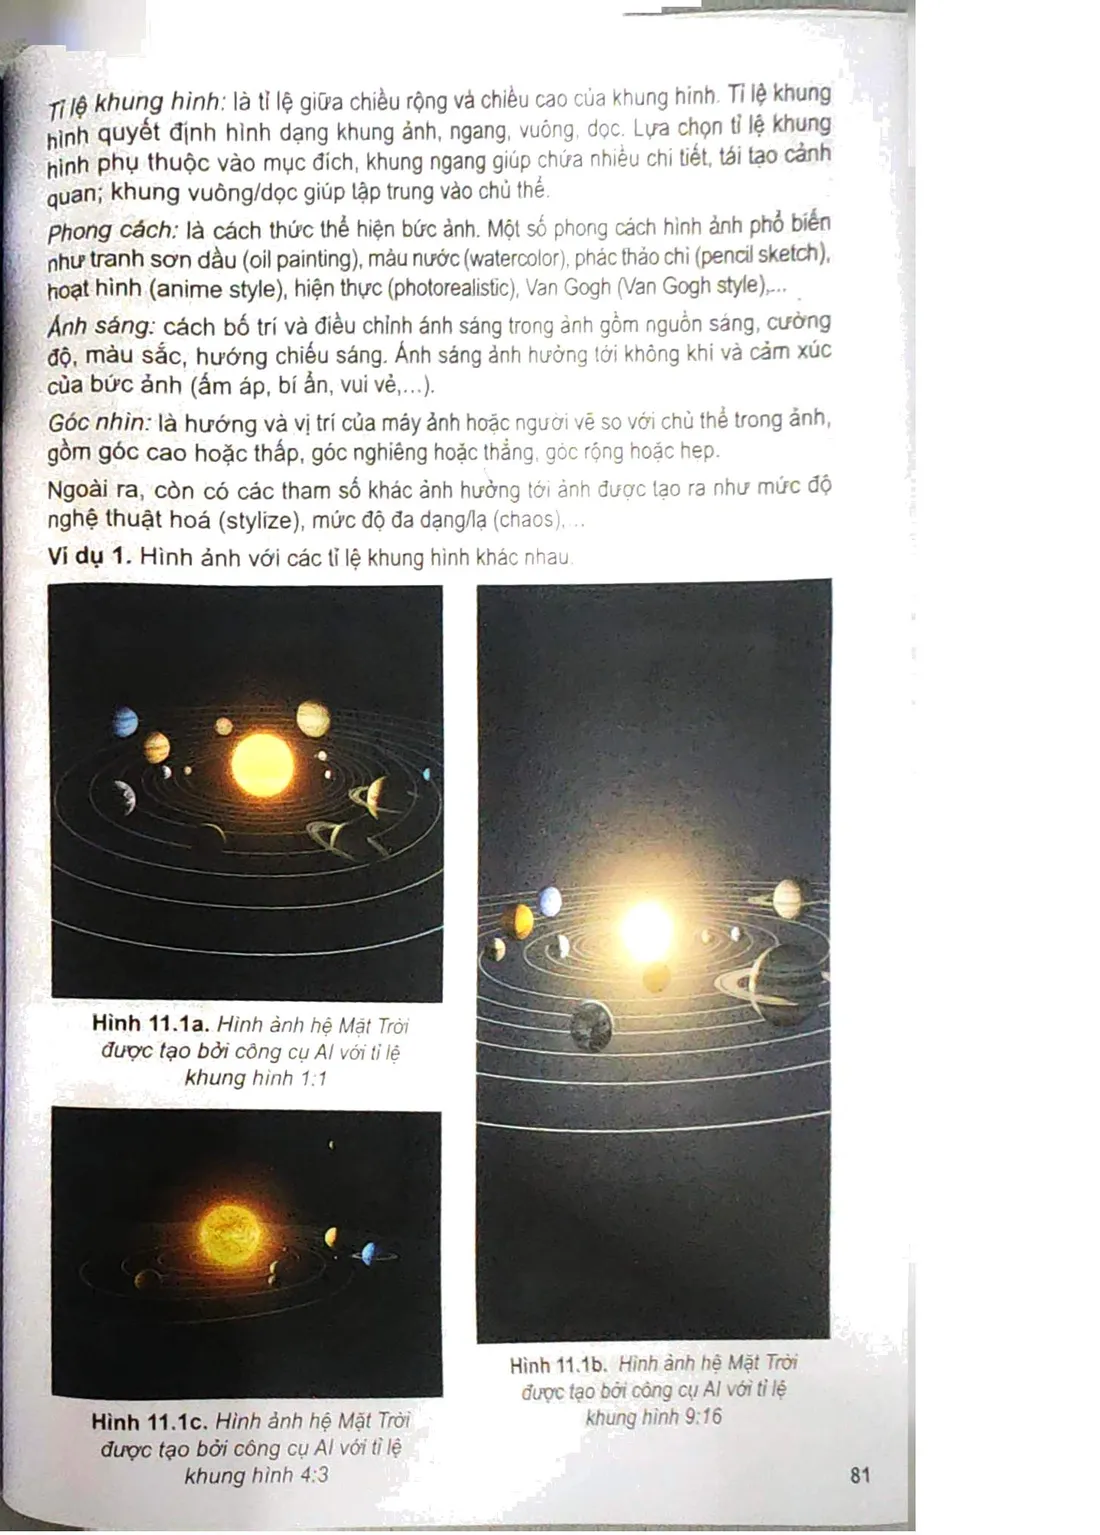 Tỉ lệ khung hình: là tỉ lệ giữa chiều rộng và chiều cao của khung hình. Tỉ lệ khung
hình quyết định hình dạng khung ảnh, ngang, vuông, dọc. Lựa chọn tỉ lệ khung
hình phụ thuộc vào mục đích, khung ngang giúp chứa nhiều chi tiết, tái tạo cảnh
quan; khung vuông/dọc giúp tập trung vào chủ thể.
Phong cách: là cách thức thể hiện bức ảnh. Một số phong cách hình ảnh phổ biến
như tranh sơn dầu (oil painting), màu nước (watercolor), phác thảo chì (pencil sketch),
hoạt hình (anime style), hiện thực (photorealistic), Van Gogh (Van Gogh style),...
Ánh sáng: cách bố trí và điều chỉnh ánh sáng trong ảnh gồm nguồn sáng, cường
độ, màu sắc, hướng chiếu sáng. Ánh sáng ảnh hưởng tới không khí và cảm xúc
của bức ảnh (ấm áp, bí ẩn, vui vẻ,...).
Góc nhìn: là hướng và vị trí của máy ảnh hoặc người vẽ so với chủ thể trong ảnh,
gồm góc cao hoặc thấp, góc nghiêng hoặc thẳng, góc rộng hoặc hẹp.
Ngoài ra, còn có các tham số khác ảnh hưởng tới ảnh được tạo ra như mức độ
nghệ thuật hoá (stylize), mức độ đa dạng/lạ (chaos),...
Ví dụ 1. Hình ảnh với các tỉ lệ khung hình khác nhau.
Hình 11.1a. Hình ảnh hệ Mặt Trời
được tạo bởi công cụ AI với tỉ lệ
khung hình 1:1
Hình 11.1c. Hình ảnh hệ Mặt Trời
được tạo bởi công cụ AI với tỉ lệ
khung hình 4:3
Hình 11.1b. Hình ảnh hệ Mặt Trời
được tạo bởi công cụ AI với tỉ lệ
khung hình 9:16
81